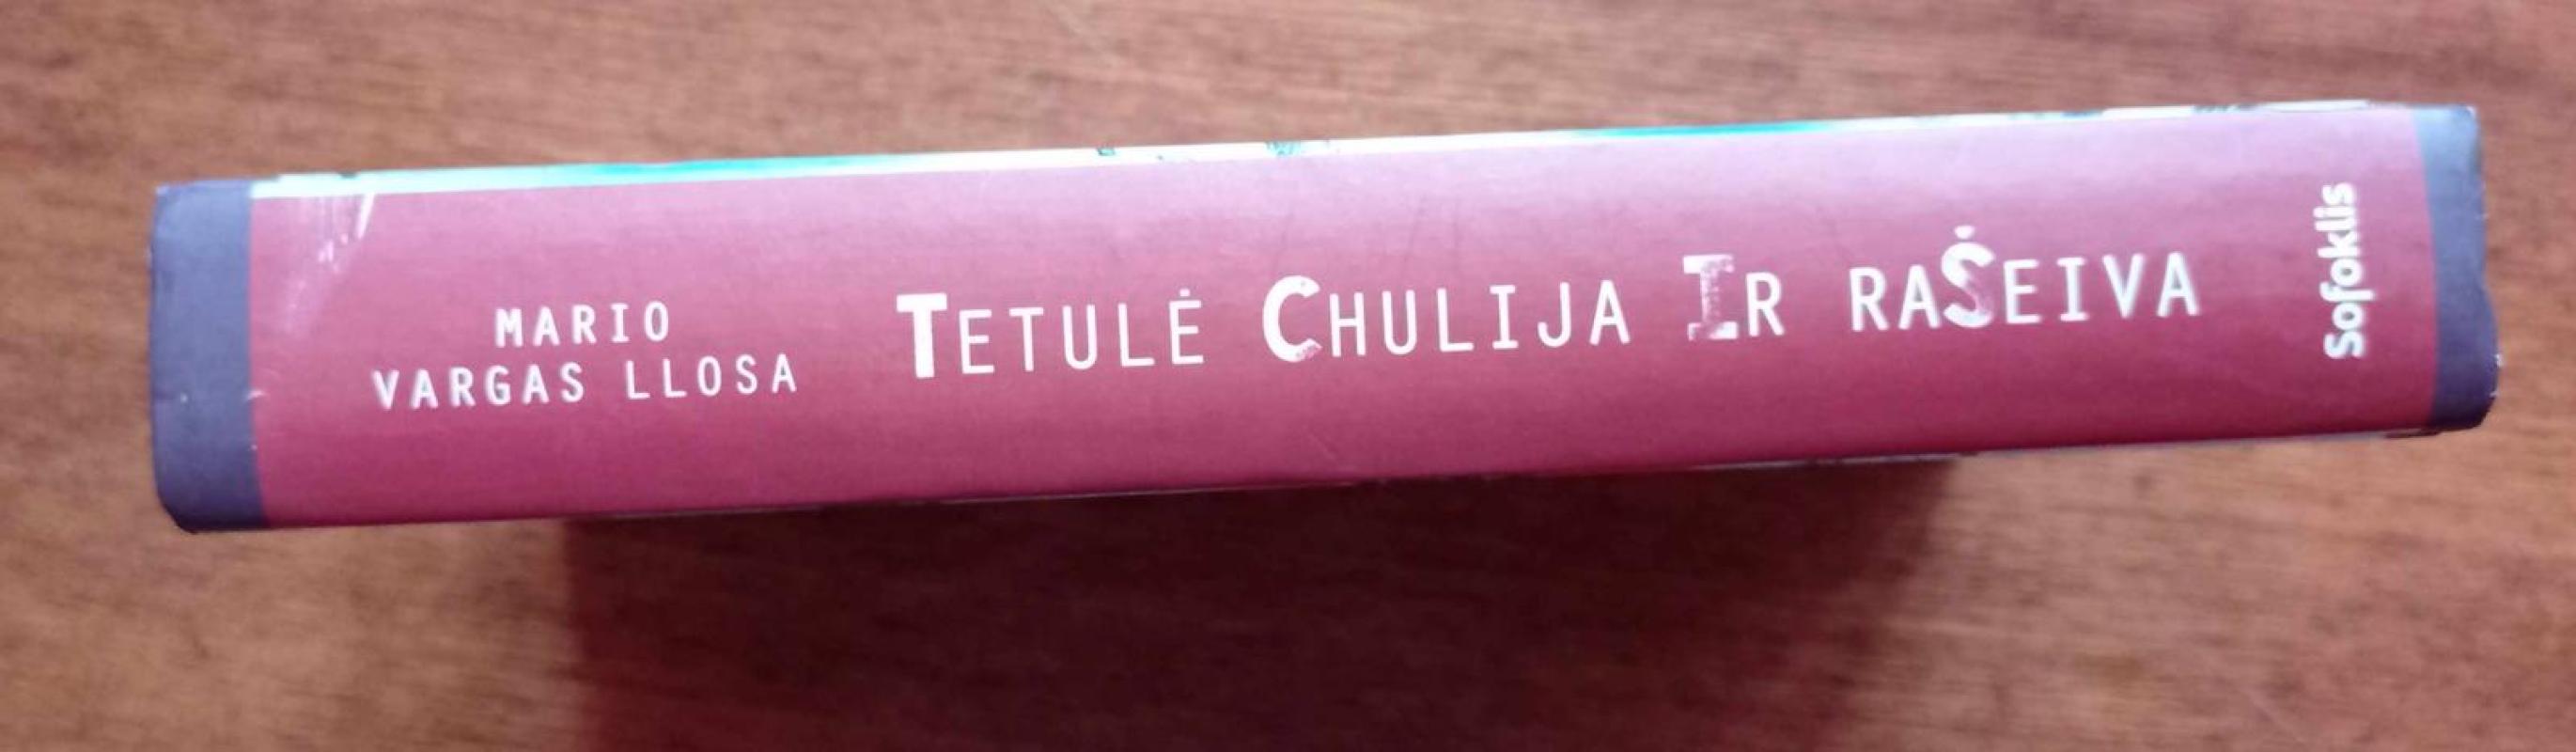 MARIO
VARGAS LLOSA
TETULĖ CHULIJA IR RAŠEIVA
Sofoklis